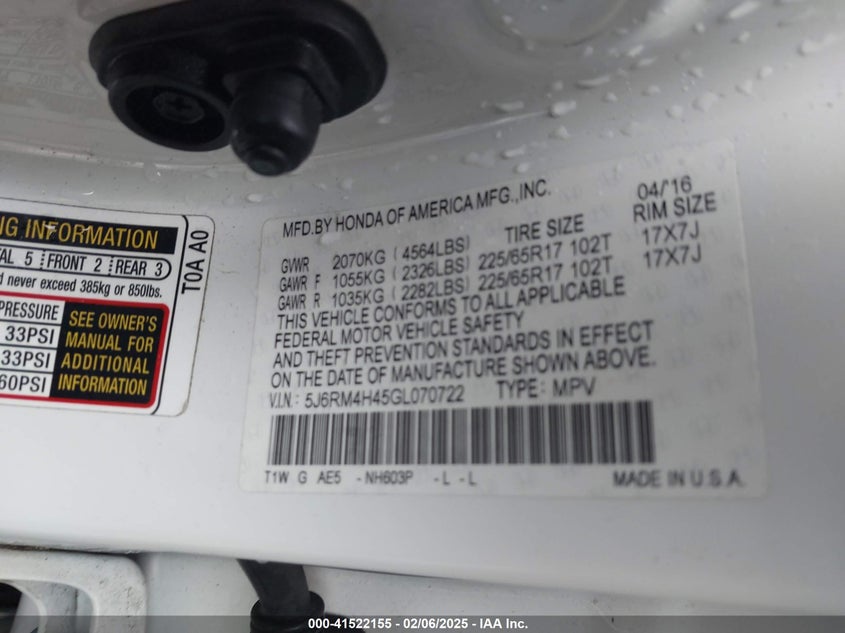 NG INFORMATION
TAL 5 FRONT 2 REAR 3
d never exceed 385kg or 850lbs.
PRESSURE
33PSI
33PSI
60PSI
SEE OWNER'S
MANUAL FOR
ADDITIONAL
INFORMATION
T0A A0
MFD.BY HONDA OF AMERICA MFG.,INC. 04/'16
TIRE SIZE RIM SIZE
GVWR 2070KG ( 4564LBS)
GAWR F 1055KG ( 2326LBS) 225/65R17 102T 17X7J
GAWR R 1035KG ( 2282LBS) 225/65R17 102T 17X7J
THIS VEHICLE CONFORMS TO ALL APPLICABLE
FEDERAL MOTOR VEHICLE SAFETY
AND THEFT PREVENTION STANDARDS IN EFFECT
ON THE DATE OF MANUFACTURE SHOWN ABOVE.
V.I.N.: 5J6RM4H45GL070722 TYPE: MPV
T1W G AE5 -NH603P -L -L MADE IN U.S.A.
000-41522155 - 02/06/2025 - IAA Inc.